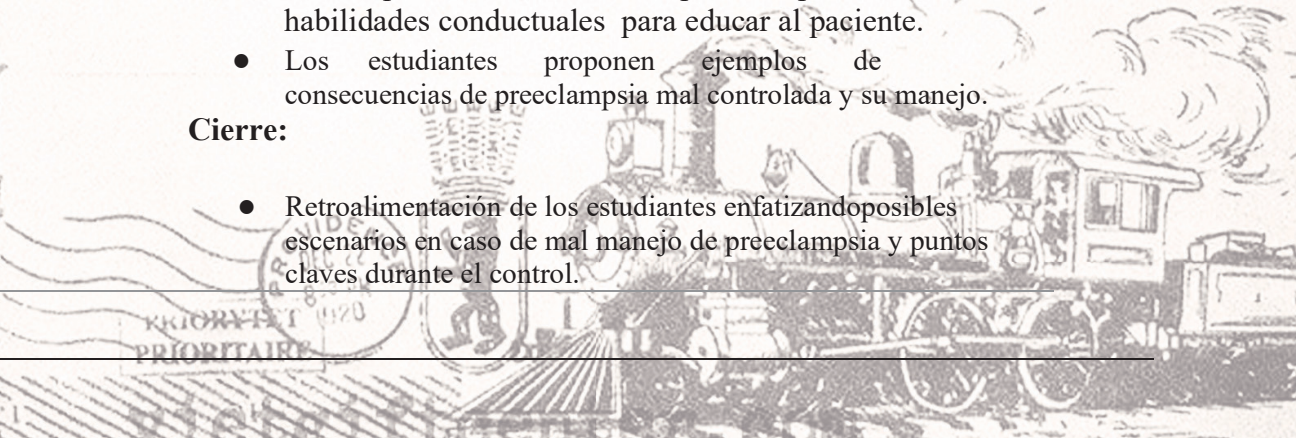 habilidades conductuales  para educar al paciente.
● Los estudiantes proponen ejemplos de
consecuencias de preeclampsia mal controlada y su manejo.
Cierre:
● Retroalimentación de los estudiantes enfatizandoposibles
escenarios en caso de mal manejo de preeclampsia y puntos
claves durante el control.
PRIORYTET
PRIORITAIRE